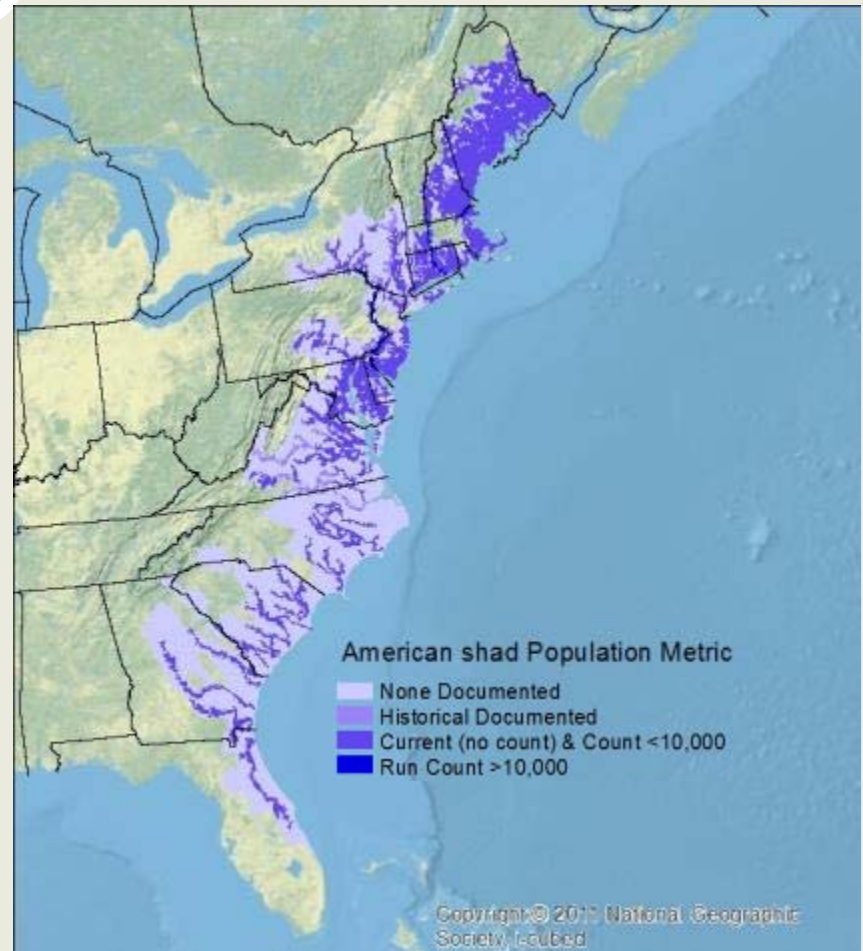 American shad Population Metric
None Documented
Historical Documented
Current (no count) & Count <10,000
Run Count >10,000
Copyright:© 2011 National Geographic
Society, i-cubed